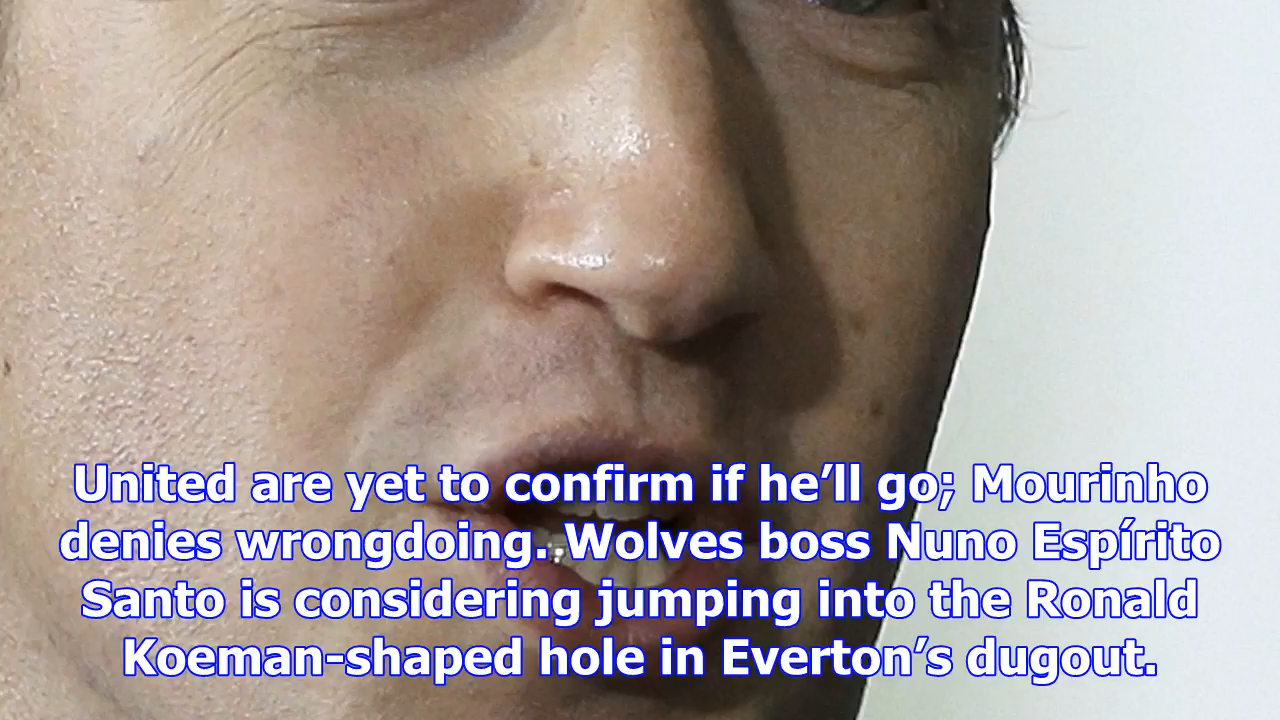 United are yet to confirm if he’ll go; Mourinho
denies wrongdoing. Wolves boss Nuno Espírito
Santo is considering jumping into the Ronald
Koeman-shaped hole in Everton’s dugout.